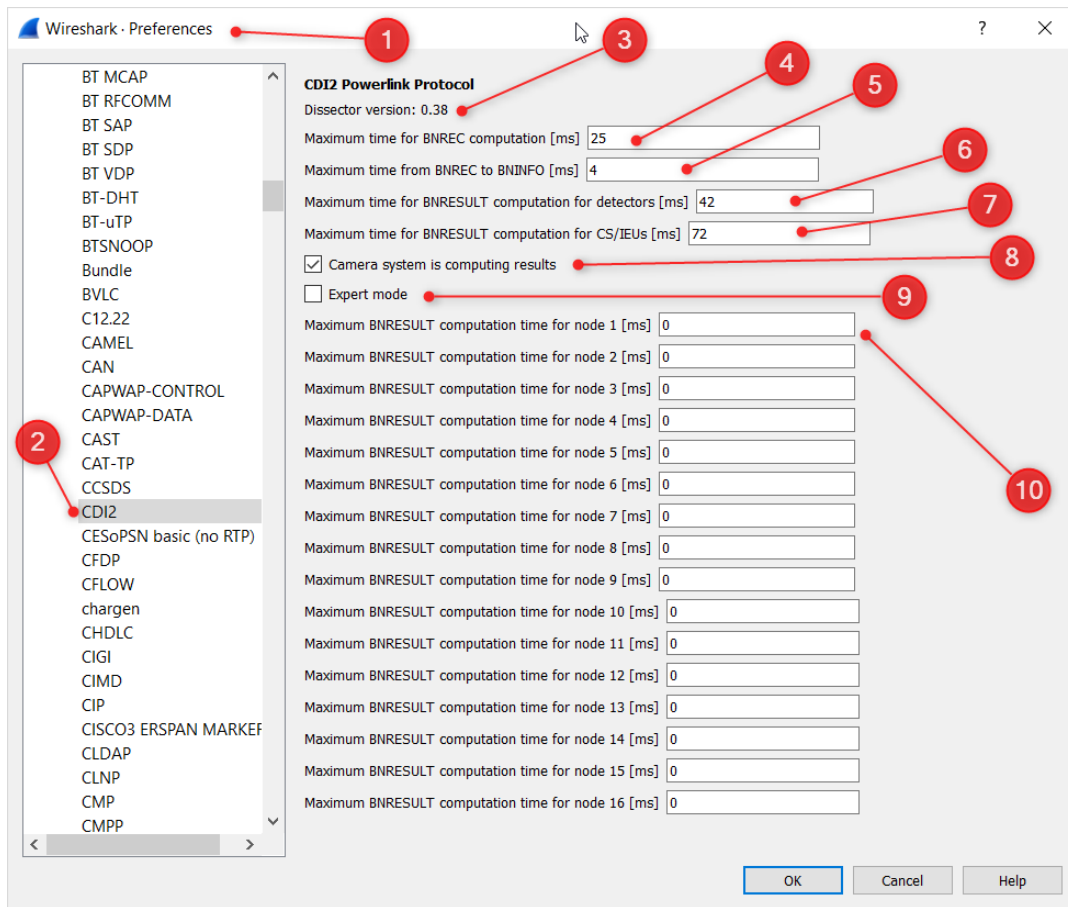 Wireshark · Preferences
?
1
3
4
5
6
7
8
9
10
2
BT MCAP
BT RFCOMM
BT SAP
BT SDP
BT VDP
BT-DHT
BT-uTP
BTSNOOP
Bundle
BVLC
C12.22
CAMEL
CAN
CAPWAP-CONTROL
CAPWAP-DATA
CAST
CAT-TP
CCSDS
CDI2
CESoPSN basic (no RTP)
CFDP
CFLOW
chargen
CHDLC
CIGI
CIMD
CIP
CISCO3 ERSPAN MARKER
CLDAP
CLNP
CMP
CMPP
CDI2 Powerlink Protocol
Dissector version: 0.38
Maximum time for BNREC computation [ms] 25
Maximum time from BNREC to BNINFO [ms] 4
Maximum time for BNRESULT computation for detectors [ms] 42
Maximum time for BNRESULT computation for CS/IEUs [ms] 72
Camera system is computing results
Expert mode
Maximum BNRESULT computation time for node 1 [ms] 0
Maximum BNRESULT computation time for node 2 [ms] 0
Maximum BNRESULT computation time for node 3 [ms] 0
Maximum BNRESULT computation time for node 4 [ms] 0
Maximum BNRESULT computation time for node 5 [ms] 0
Maximum BNRESULT computation time for node 6 [ms] 0
Maximum BNRESULT computation time for node 7 [ms] 0
Maximum BNRESULT computation time for node 8 [ms] 0
Maximum BNRESULT computation time for node 9 [ms] 0
Maximum BNRESULT computation time for node 10 [ms] 0
Maximum BNRESULT computation time for node 11 [ms] 0
Maximum BNRESULT computation time for node 12 [ms] 0
Maximum BNRESULT computation time for node 13 [ms] 0
Maximum BNRESULT computation time for node 14 [ms] 0
Maximum BNRESULT computation time for node 15 [ms] 0
Maximum BNRESULT computation time for node 16 [ms] 0
OK
Cancel
Help